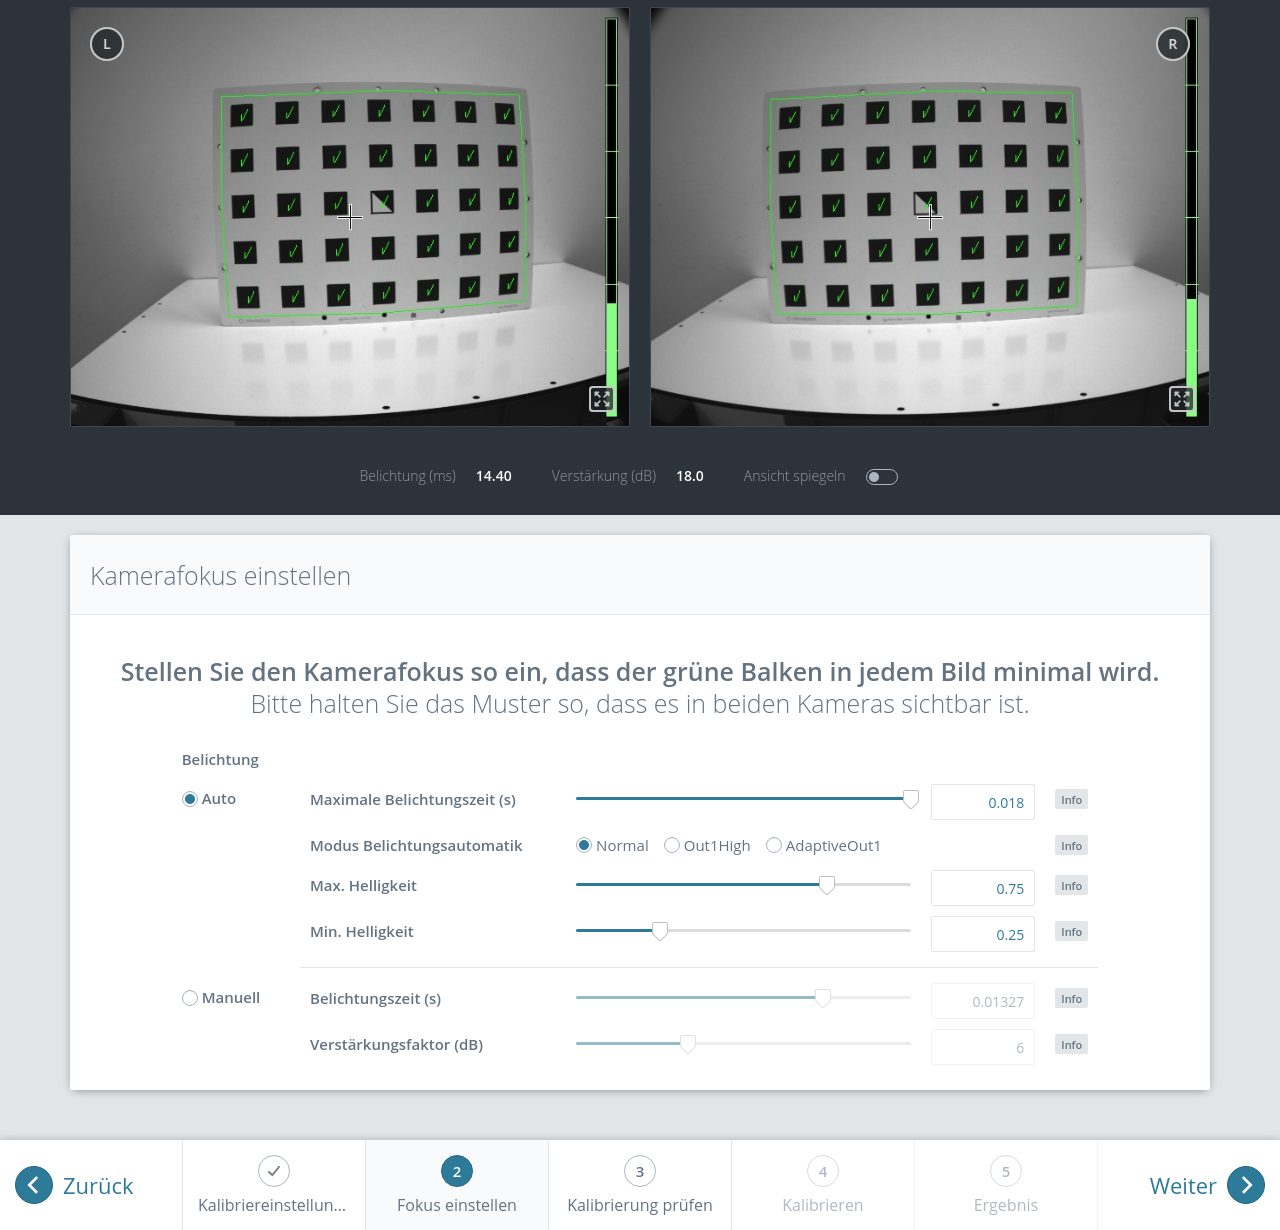 L
R
Belichtung (ms) 14.40 Verstärkung (dB) 18.0 Ansicht spiegeln
Kamerafokus einstellen
Stellen Sie den Kamerafokus so ein, dass der grüne Balken in jedem Bild minimal wird.
Bitte halten Sie das Muster so, dass es in beiden Kameras sichtbar ist.
Belichtung
Auto
Maximale Belichtungszeit (s) 0.018 Info
Modus Belichtungsautomatik Normal Out1High AdaptiveOut1 Info
Max. Helligkeit 0.75 Info
Min. Helligkeit 0.25 Info
Manuell
Belichtungszeit (s) 0.01327 Info
Verstärkungsfaktor (dB) 6 Info
Zurück
Kalibriereinstellun...
2
Fokus einstellen
3
Kalibrierung prüfen
4
Kalibrieren
5
Ergebnis
Weiter